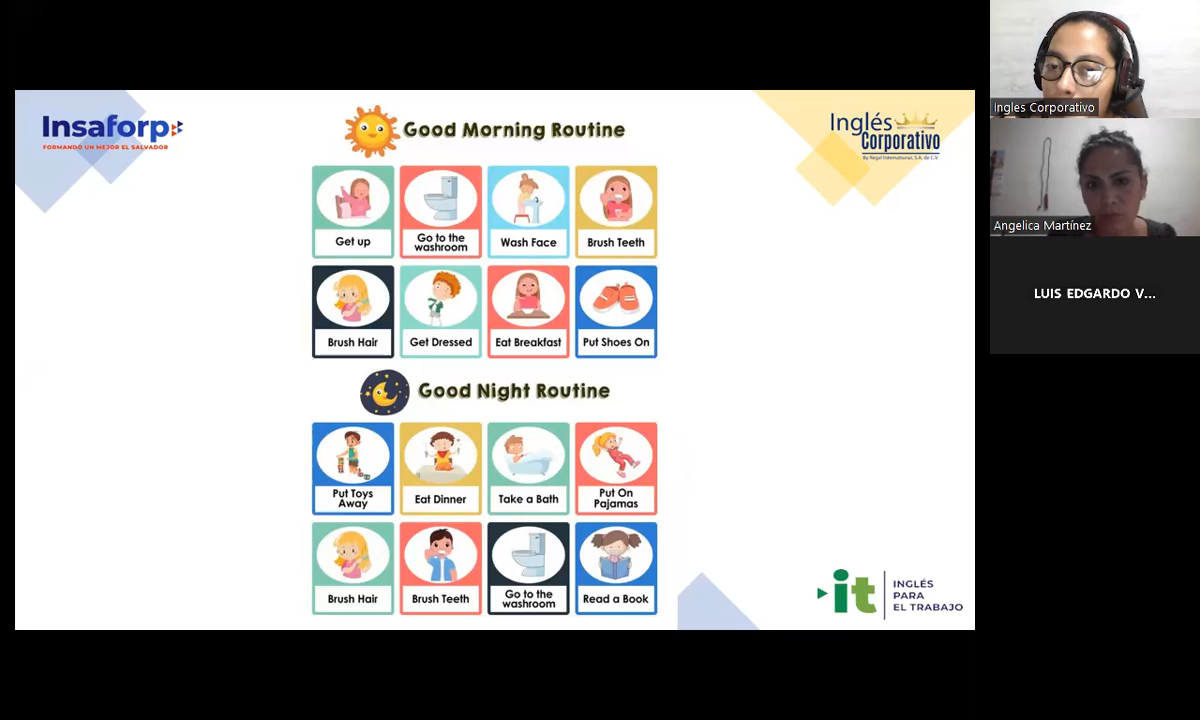 Insaforp
FORMANDO UN MEJOR EL SALVADOR
Good Morning Routine
Inglés
Corporativo
By Regal International, S.A. de C.V.
Get up
Go to the
washroom
Wash Face
Brush Teeth
Brush Hair
Get Dressed
Eat Breakfast
Put Shoes On
Good Night Routine
Put Toys
Away
Eat Dinner
Take a Bath
Put On
Pajamas
Brush Hair
Brush Teeth
Go to the
washroom
Read a Book
it
INGLÉS
PARA
EL TRABAJO
Ingles Corporativo
Angelica Martínez
LUIS EDGARDO V...